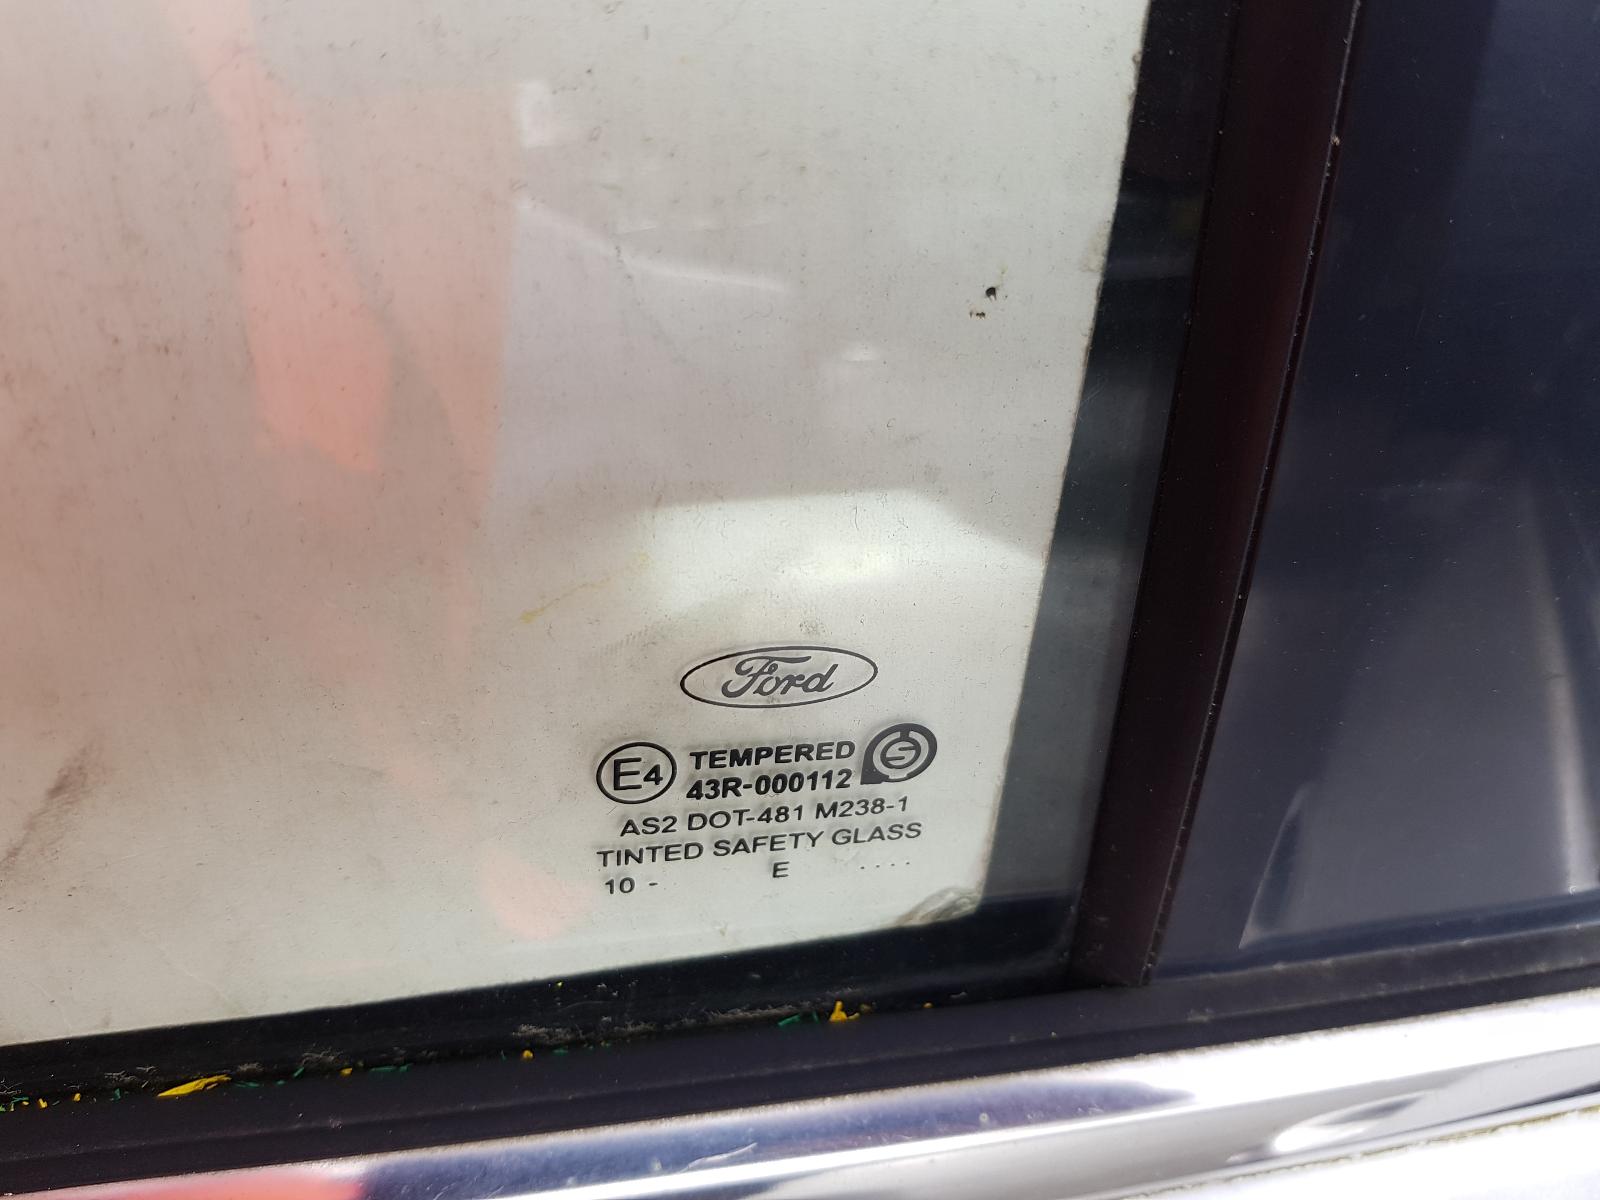 Ford
E4 TEMPERED
43R-000112
AS2 DOT-481 M238-1
TINTED SAFETY GLASS
10 - E ....